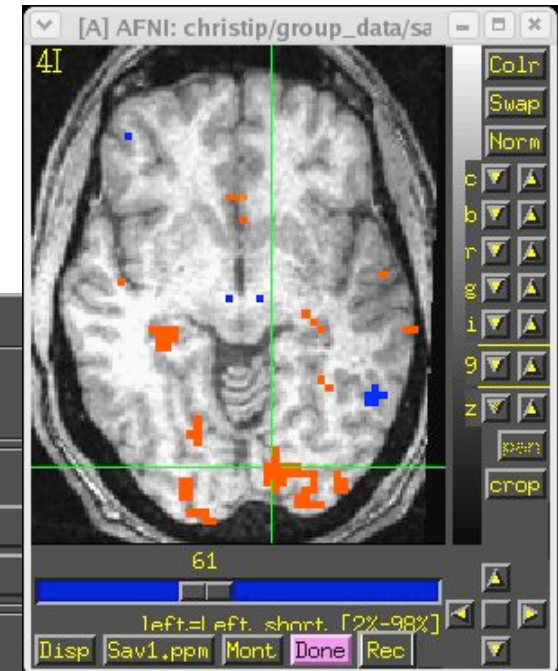 [A] AFNI: christip/group_data/sa
4I
Colr
Swap
Norm
c
b
r
g
i
9
z
pan
crop
61
left=Left, short, [2%-98%]
Disp
Sav1.ppm
Mont
Done
Rec